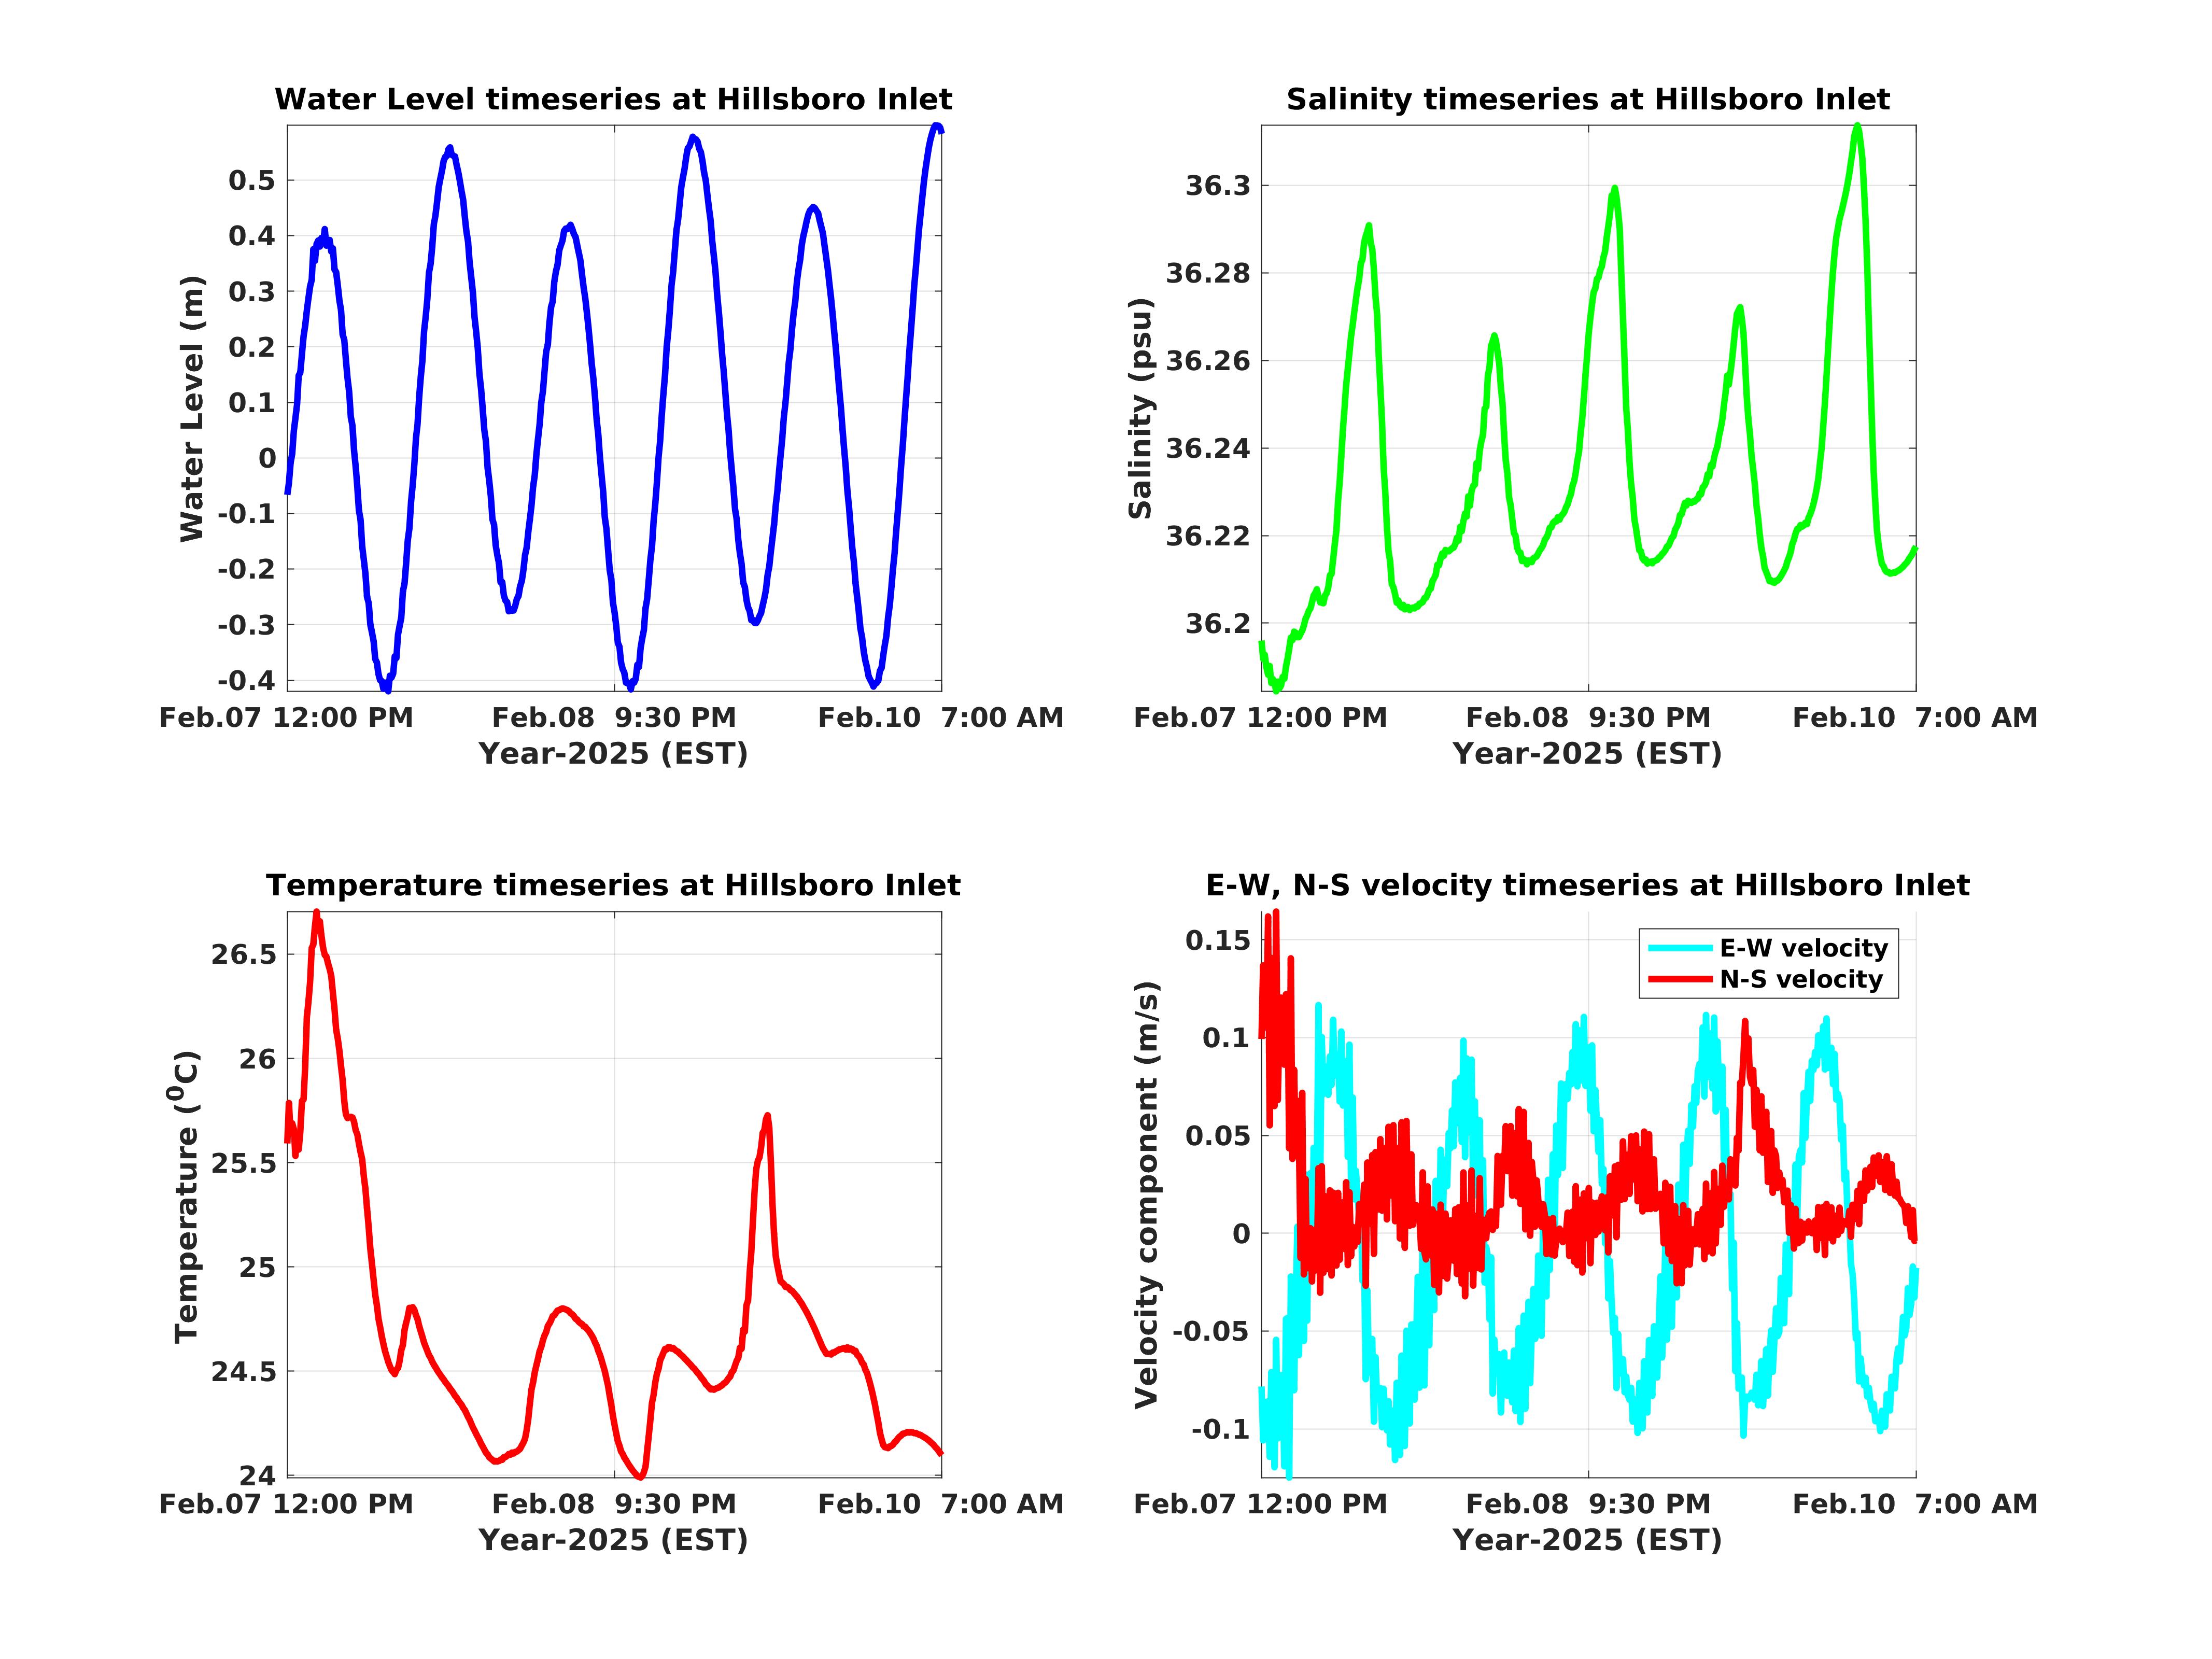 Water Level timeseries at Hillsboro Inlet
Water Level (m)
0.5
0.4
0.3
0.2
0.1
0
-0.1
-0.2
-0.3
-0.4
Feb.07 12:00 PM Feb.08 9:30 PM Feb.10 7:00 AM
Year-2025 (EST)
Salinity timeseries at Hillsboro Inlet
Salinity (psu)
36.3
36.28
36.26
36.24
36.22
36.2
Feb.07 12:00 PM Feb.08 9:30 PM Feb.10 7:00 AM
Year-2025 (EST)
Temperature timeseries at Hillsboro Inlet
Temperature (⁰C)
26.5
26
25.5
25
24.5
24
Feb.07 12:00 PM Feb.08 9:30 PM Feb.10 7:00 AM
Year-2025 (EST)
E-W, N-S velocity timeseries at Hillsboro Inlet
Velocity component (m/s)
E-W velocity
N-S velocity
0.15
0.1
0.05
0
-0.05
-0.1
Feb.07 12:00 PM Feb.08 9:30 PM Feb.10 7:00 AM
Year-2025 (EST)